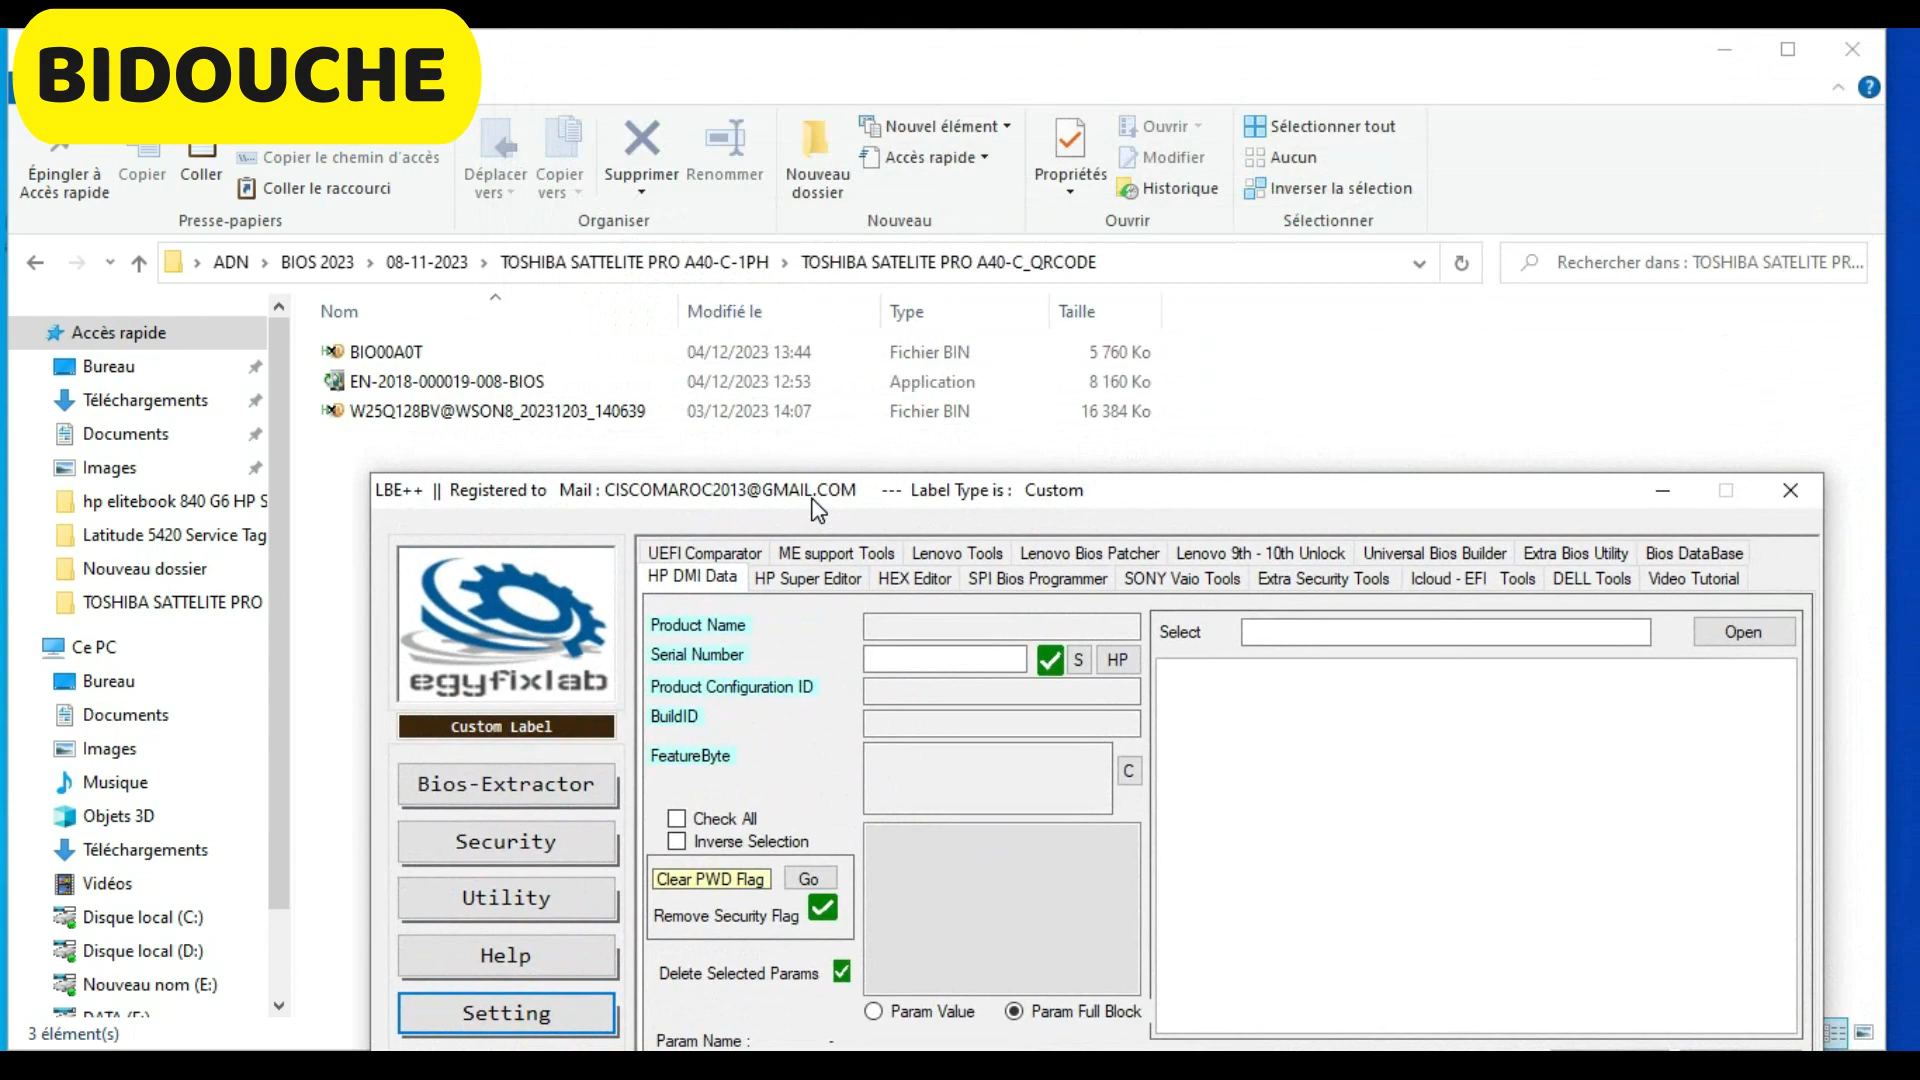 BIDOUCHE
Épingler à
Accès rapide
Copier
Coller
Copier le chemin d'accès
Coller le raccourci
Presse-papiers
Déplacer
vers
Copier
vers
Supprimer
Renommer
Organiser
Nouveau
dossier
Nouvel élément
Accès rapide
Nouveau
Propriétés
Ouvrir
Modifier
Historique
Ouvrir
Sélectionner tout
Aucun
Inverser la sélection
Sélectionner
ADN > BIOS 2023 > 08-11-2023 > TOSHIBA SATTELITE PRO A40-C-1PH > TOSHIBA SATELITE PRO A40-C_QRCODE
Rechercher dans : TOSHIBA SATELITE PR...
Nom Modifié le Type Taille
BIO00A0T 04/12/2023 13:44 Fichier BIN 5 760 Ko
EN-2018-000019-008-BIOS 04/12/2023 12:53 Application 8 160 Ko
W25Q128BV@WSON8_20231203_140639 03/12/2023 14:07 Fichier BIN 16 384 Ko
Accès rapide
Bureau
Téléchargements
Documents
Images
hp elitebook 840 G6 HP S
Latitude 5420 Service Tag
Nouveau dossier
TOSHIBA SATTELITE PRO
Ce PC
Bureau
Documents
Images
Musique
Objets 3D
Téléchargements
Vidéos
Disque local (C:)
Disque local (D:)
Nouveau nom (E:)
3 élément(s)
LBE++ || Registered to Mail : CISCOMAROC2013@GMAIL.COM --- Label Type is : Custom
egyfixlab
Custom Label
Bios-Extractor
Security
Utility
Help
Setting
UEFI Comparator ME support Tools Lenovo Tools Lenovo Bios Patcher Lenovo 9th - 10th Unlock Universal Bios Builder Extra Bios Utility Bios DataBase
HP DMI Data HP Super Editor HEX Editor SPI Bios Programmer SONY Vaio Tools Extra Security Tools Icloud - EFI Tools DELL Tools Video Tutorial
Product Name
Serial Number S HP
Product Configuration ID
BuildID
FeatureByte
C
Check All
Inverse Selection
Clear PWD Flag Go
Remove Security Flag
Delete Selected Params
Param Value Param Full Block
Param Name : -
Select Open